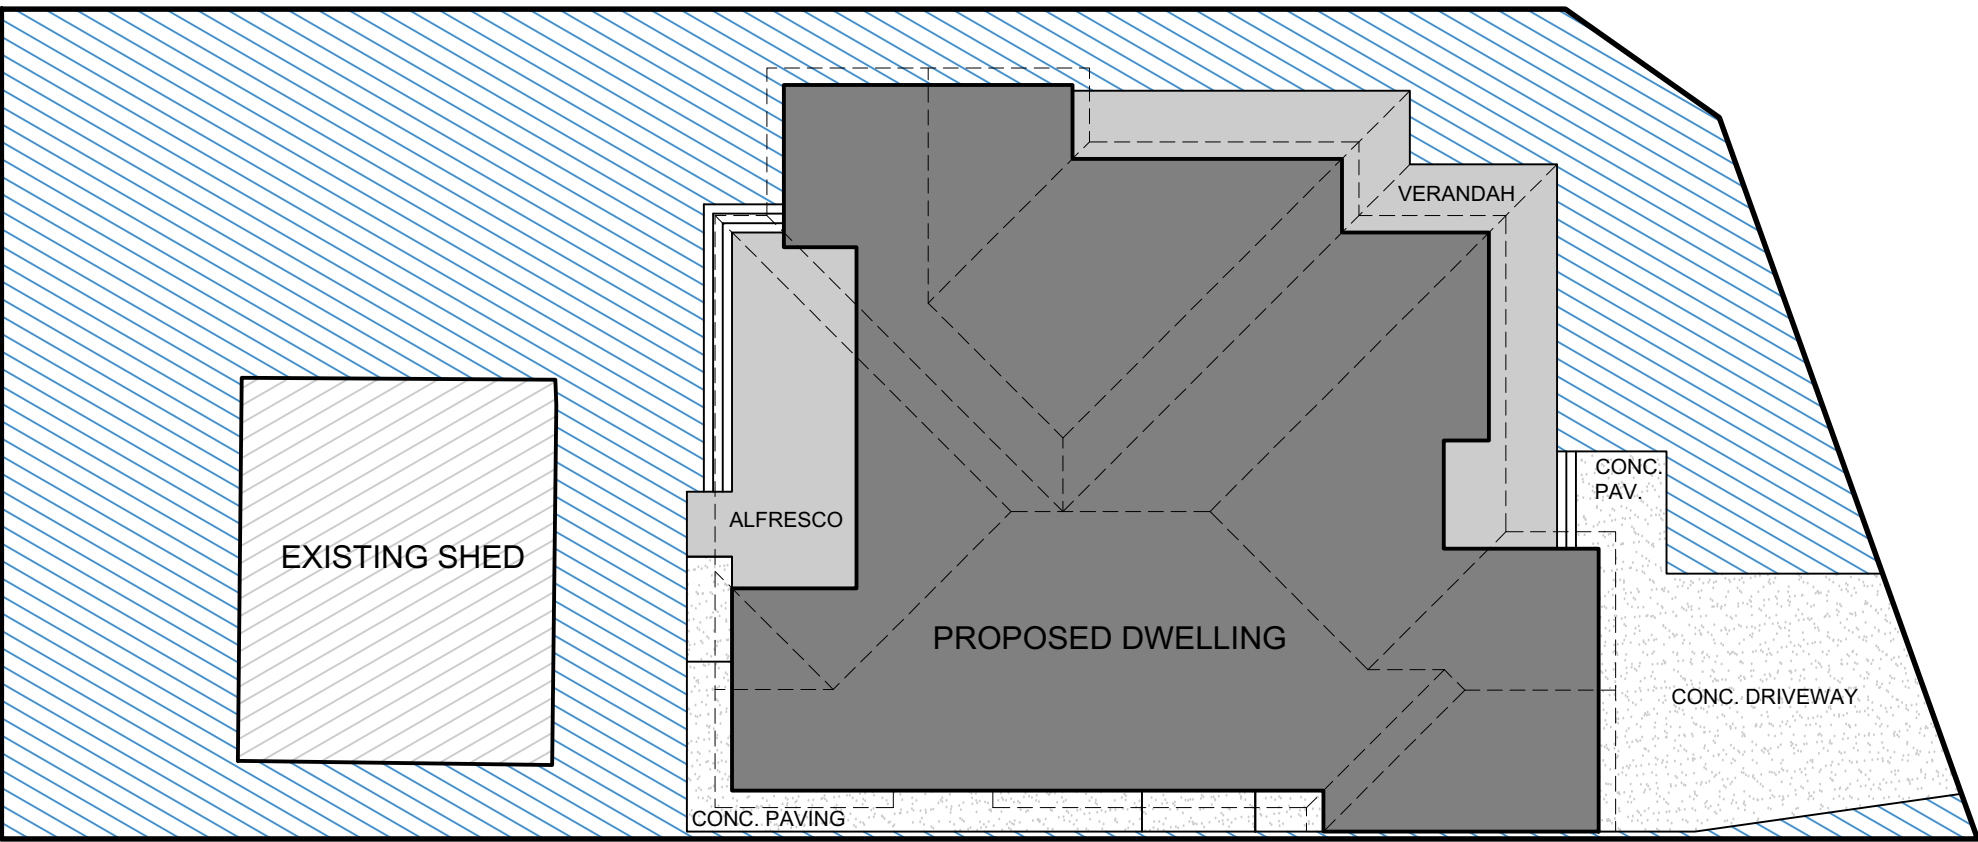 VERANDAH
CONC.
PAV.
ALFRESCO
EXISTING SHED
PROPOSED DWELLING
CONC. DRIVEWAY
CONC. PAVING